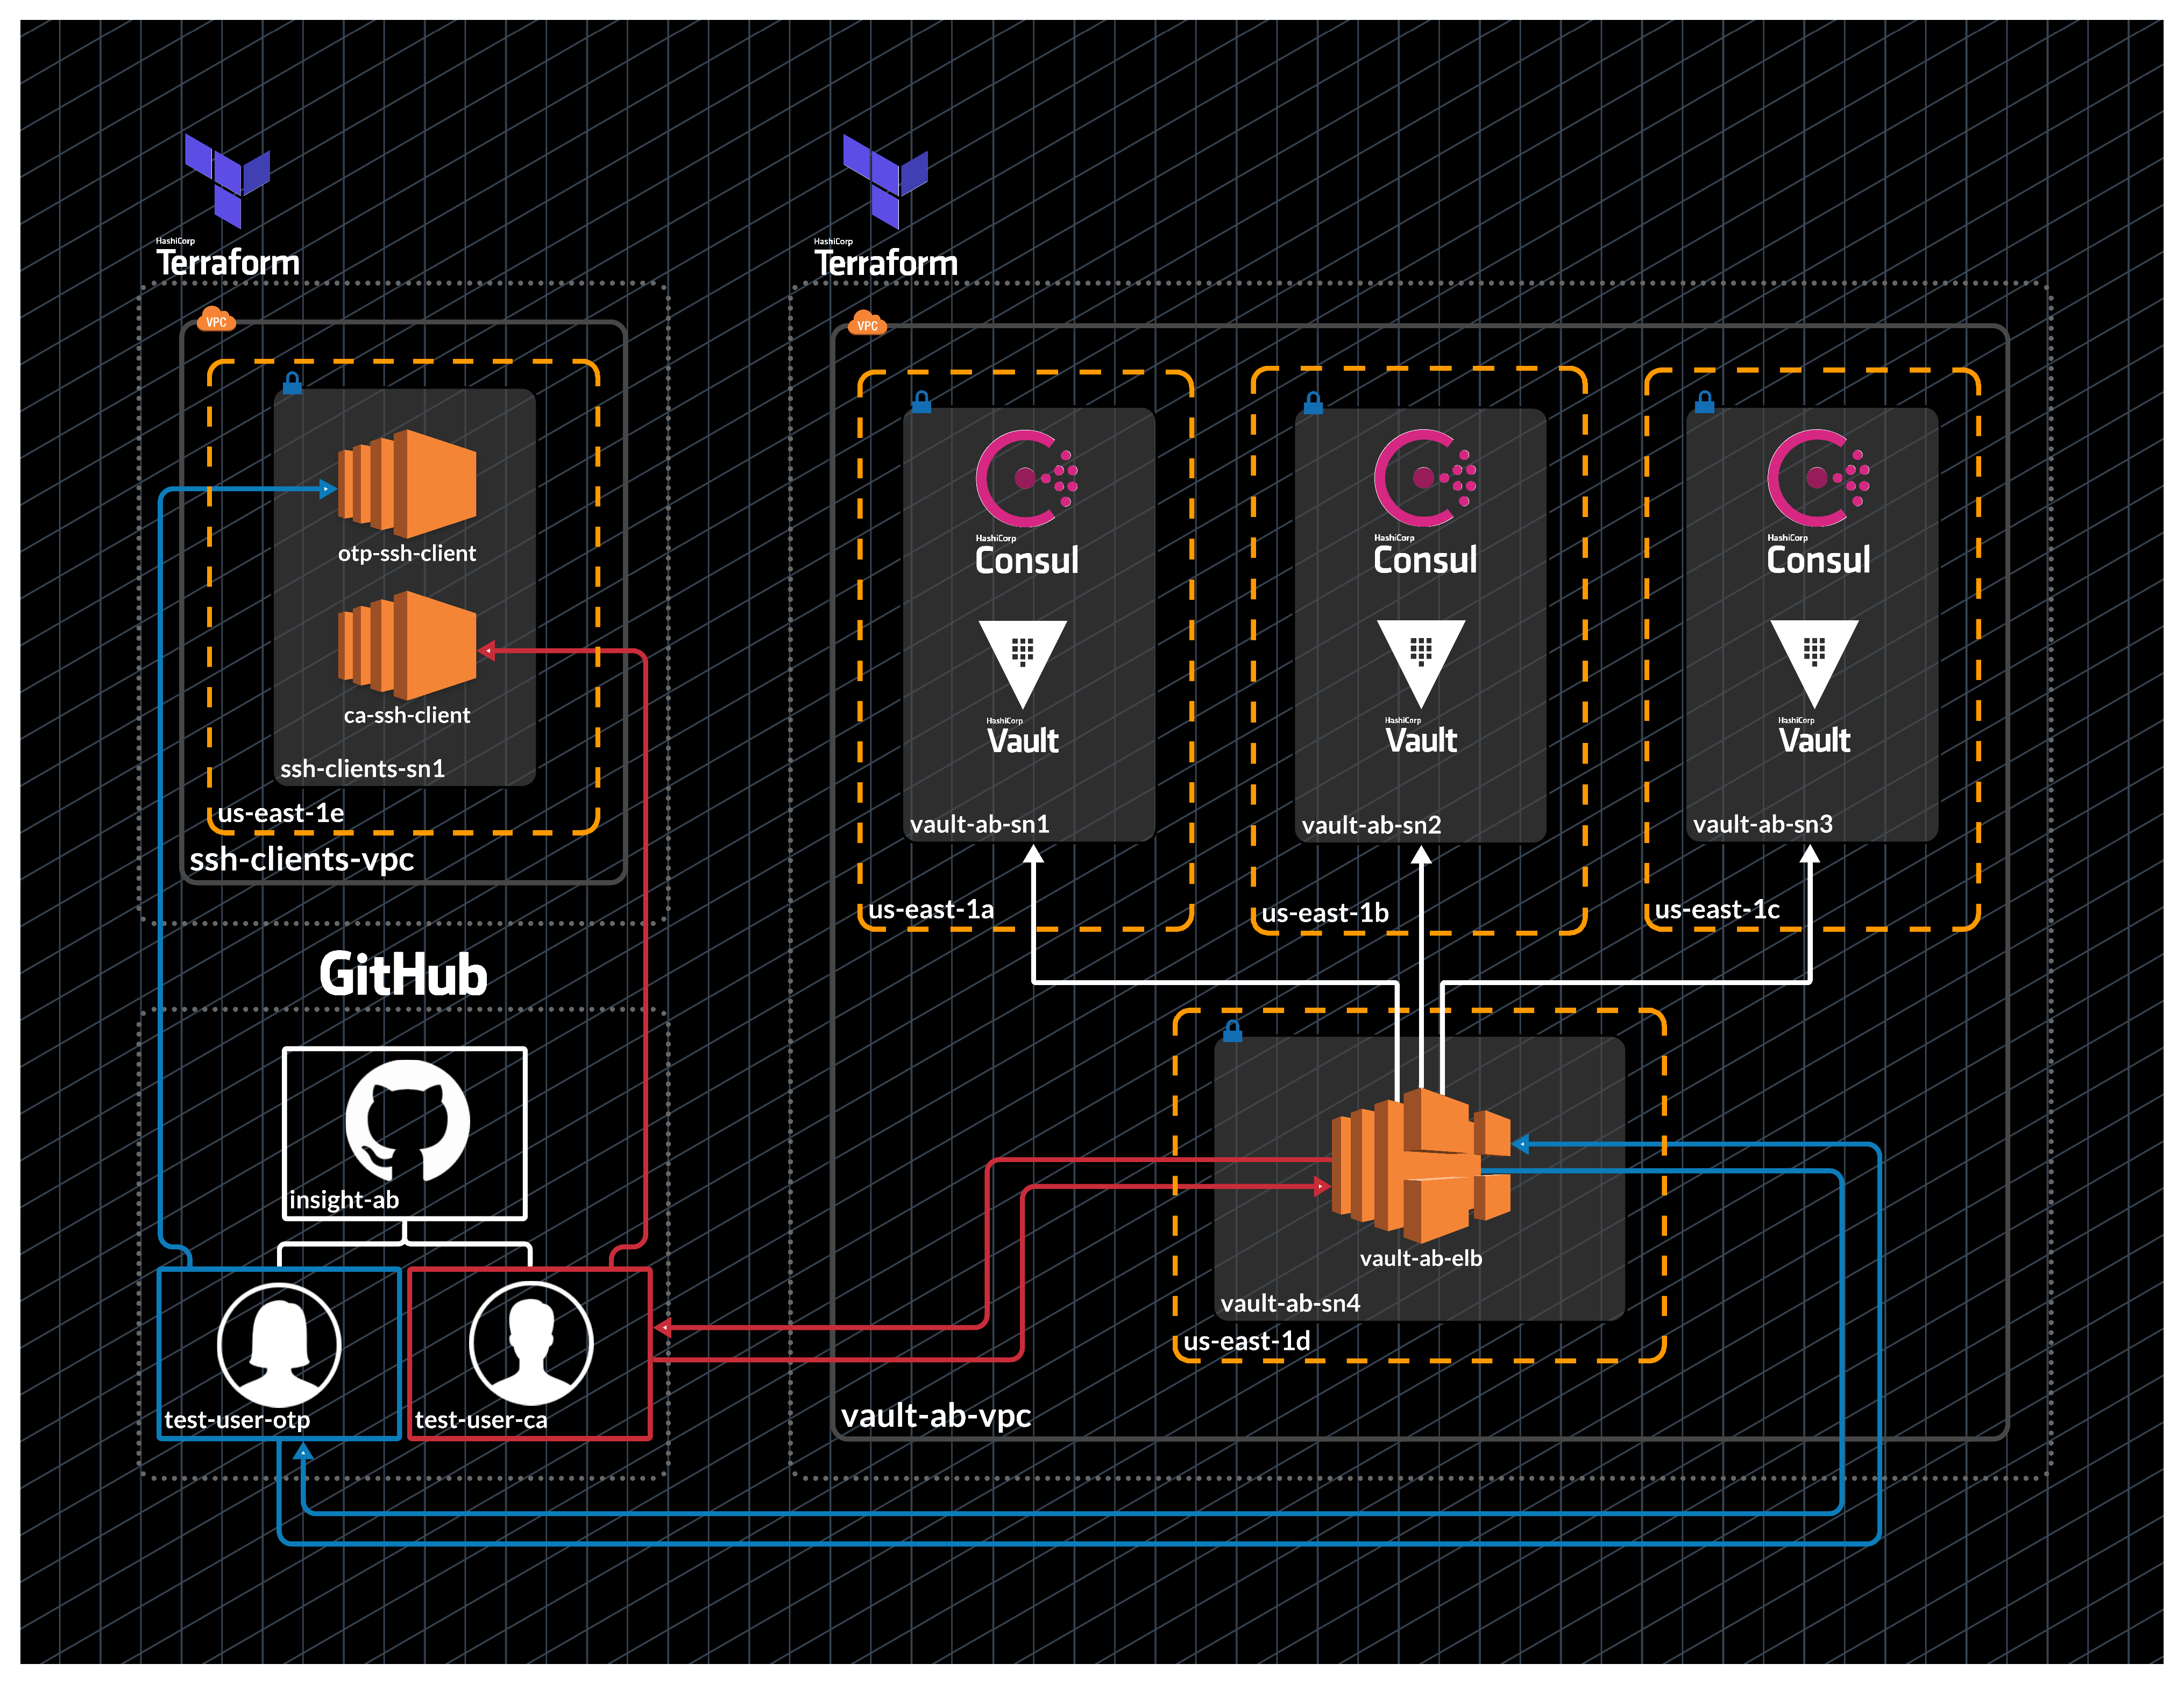 HashiCorp
Terraform
VPC
otp-ssh-client
ca-ssh-client
ssh-clients-sn1
us-east-1e
ssh-clients-vpc
GitHub
insight-ab
test-user-otp
test-user-ca
HashiCorp
Terraform
VPC
HashiCorp
Consul
HashiCorp
Vault
vault-ab-sn1
us-east-1a
HashiCorp
Consul
HashiCorp
Vault
vault-ab-sn2
us-east-1b
HashiCorp
Consul
HashiCorp
Vault
vault-ab-sn3
us-east-1c
vault-ab-elb
vault-ab-sn4
us-east-1d
vault-ab-vpc